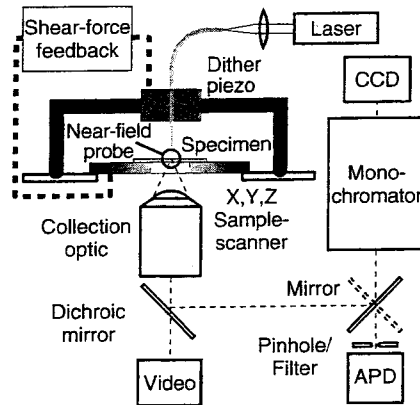 Shear-force
feedback
Laser
Dither
piezo
CCD
Near-field
probe
Specimen
Mono-
chromator
X,Y,Z
Sample-
scanner
Collection
optic
Mirror
Dichroic
mirror
Pinhole/
Filter
Video
APD